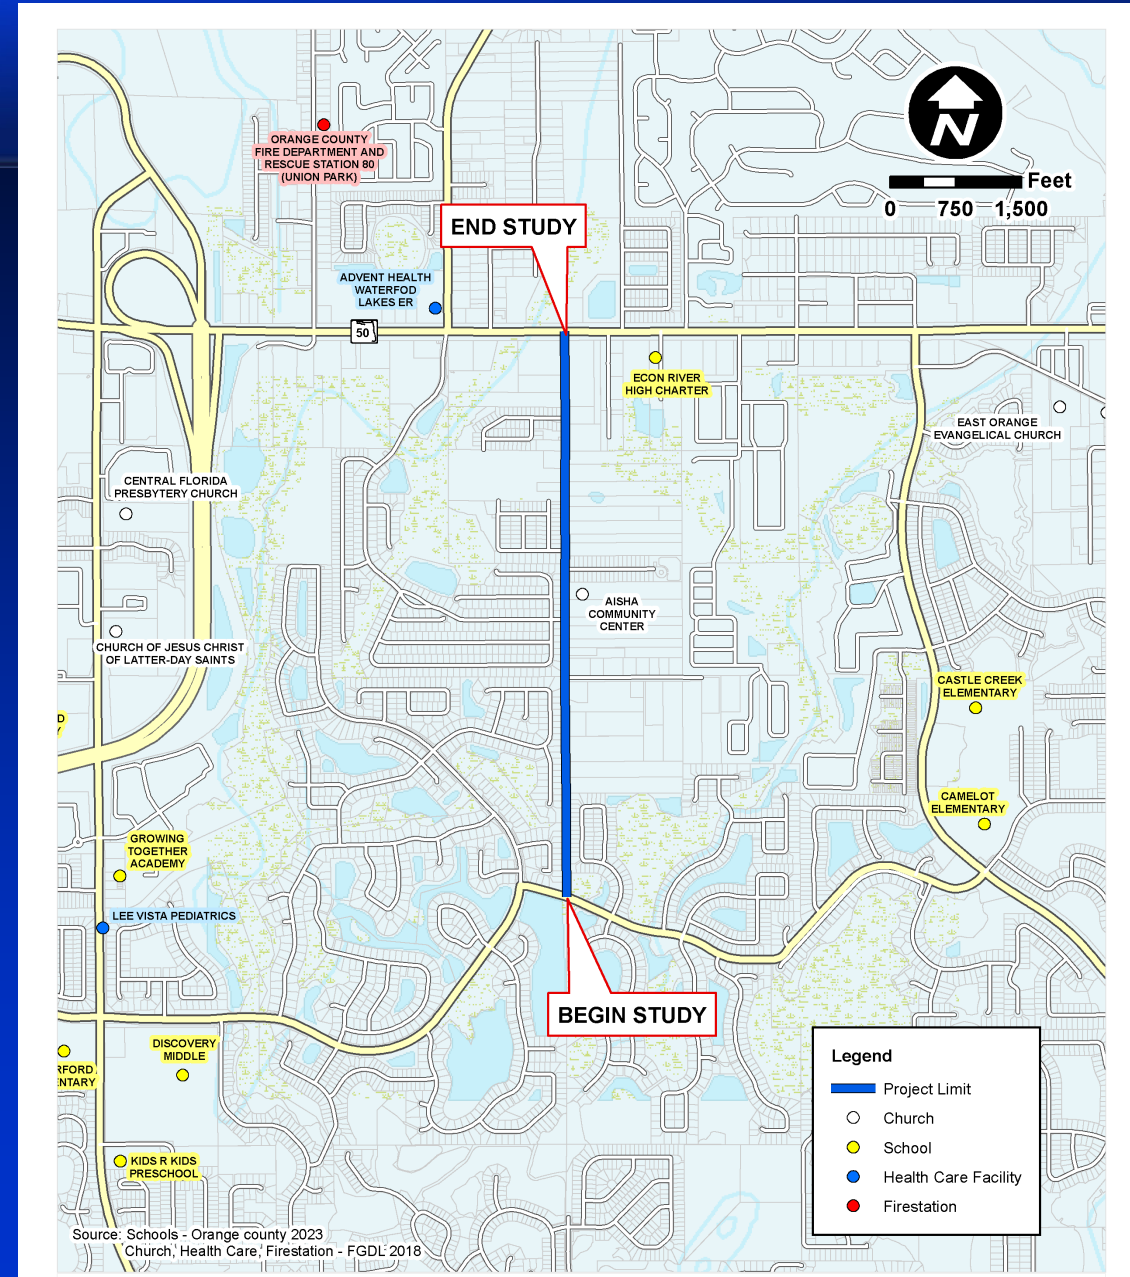 N
Feet
0 750 1,500
ORANGE COUNTY
FIRE DEPARTMENT AND
RESCUE STATION 80
(UNION PARK)
END STUDY
ADVENT HEALTH
WATERFOD
LAKES ER
50
ECON RIVER
HIGH CHARTER
EAST ORANGE
EVANGELICAL CHURCH
CENTRAL FLORIDA
PRESBYTERY CHURCH
AISHA
COMMUNITY
CENTER
CHURCH OF JESUS CHRIST
OF LATTER-DAY SAINTS
CASTLE CREEK
ELEMENTARY
D
Y
CAMELOT
ELEMENTARY
GROWING
TOGETHER
ACADEMY
LEE VISTA PEDIATRICS
BEGIN STUDY
DISCOVERY
MIDDLE
RFORD
ENTARY
KIDS R KIDS
PRESCHOOL
Legend
Project Limit
Church
School
Health Care Facility
Firestation
Source: Schools - Orange county 2023
Church, Health Care, Firestation - FGDL 2018